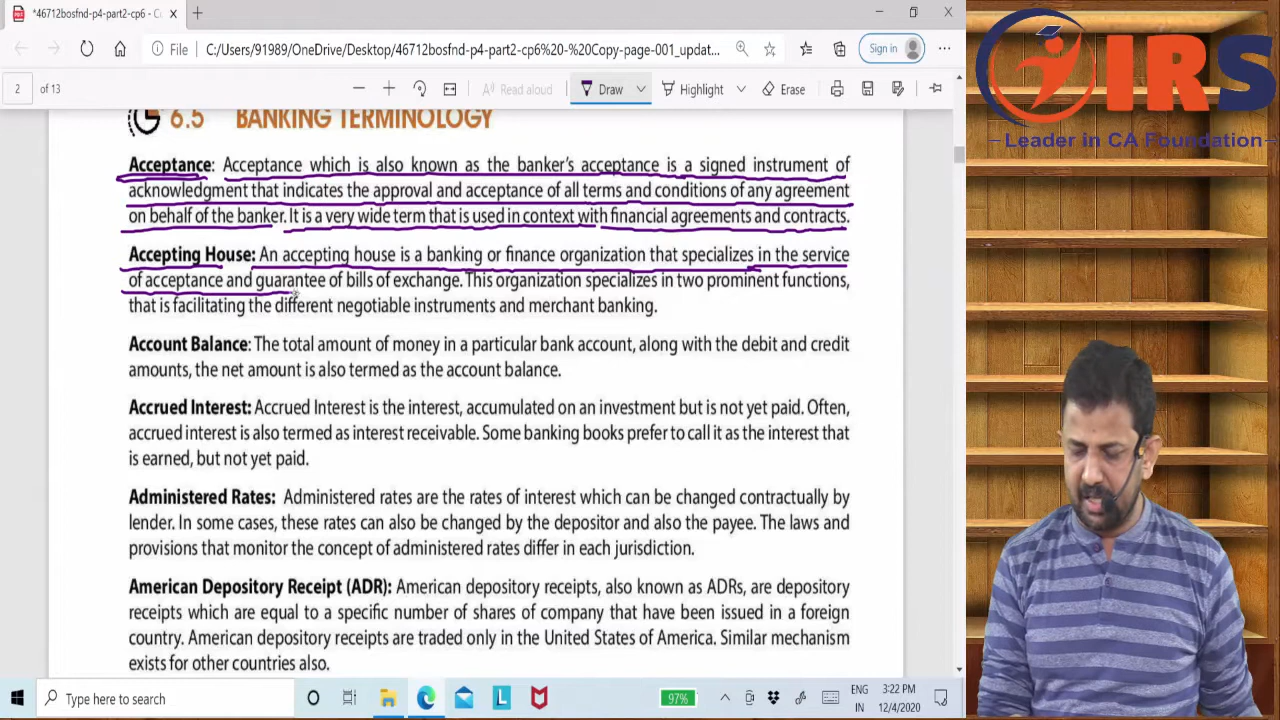 *46712bosfnd-p4-part2-cp6 - C
File
C:/Users/91989/OneDrive/Desktop/46712bosfnd-p4-part2-cp6%20-%20Copy-page-001_updat...
Sign in
2 of 13
Read aloud
Draw
Highlight
Erase
IRS
Leader in CA Foundation
6.5 BANKING TERMINOLOGY
Acceptance: Acceptance which is also known as the banker's acceptance is a signed instrument of
acknowledgment that indicates the approval and acceptance of all terms and conditions of any agreement
on behalf of the banker. It is a very wide term that is used in context with financial agreements and contracts.
Accepting House: An accepting house is a banking or finance organization that specializes in the service
of acceptance and guarantee of bills of exchange. This organization specializes in two prominent functions,
that is facilitating the different negotiable instruments and merchant banking.
Account Balance: The total amount of money in a particular bank account, along with the debit and credit
amounts, the net amount is also termed as the account balance.
Accrued Interest: Accrued Interest is the interest, accumulated on an investment but is not yet paid. Often,
accrued interest is also termed as interest receivable. Some banking books prefer to call it as the interest that
is earned, but not yet paid.
Administered Rates: Administered rates are the rates of interest which can be changed contractually by
lender. In some cases, these rates can also be changed by the depositor and also the payee. The laws and
provisions that monitor the concept of administered rates differ in each jurisdiction.
American Depository Receipt (ADR): American depository receipts, also known as ADRs, are depository
receipts which are equal to a specific number of shares of company that have been issued in a foreign
country. American depository receipts are traded only in the United States of America. Similar mechanism
exists for other countries also.
Type here to search
L
97%
ENG
IN
3:22 PM
12/4/2020